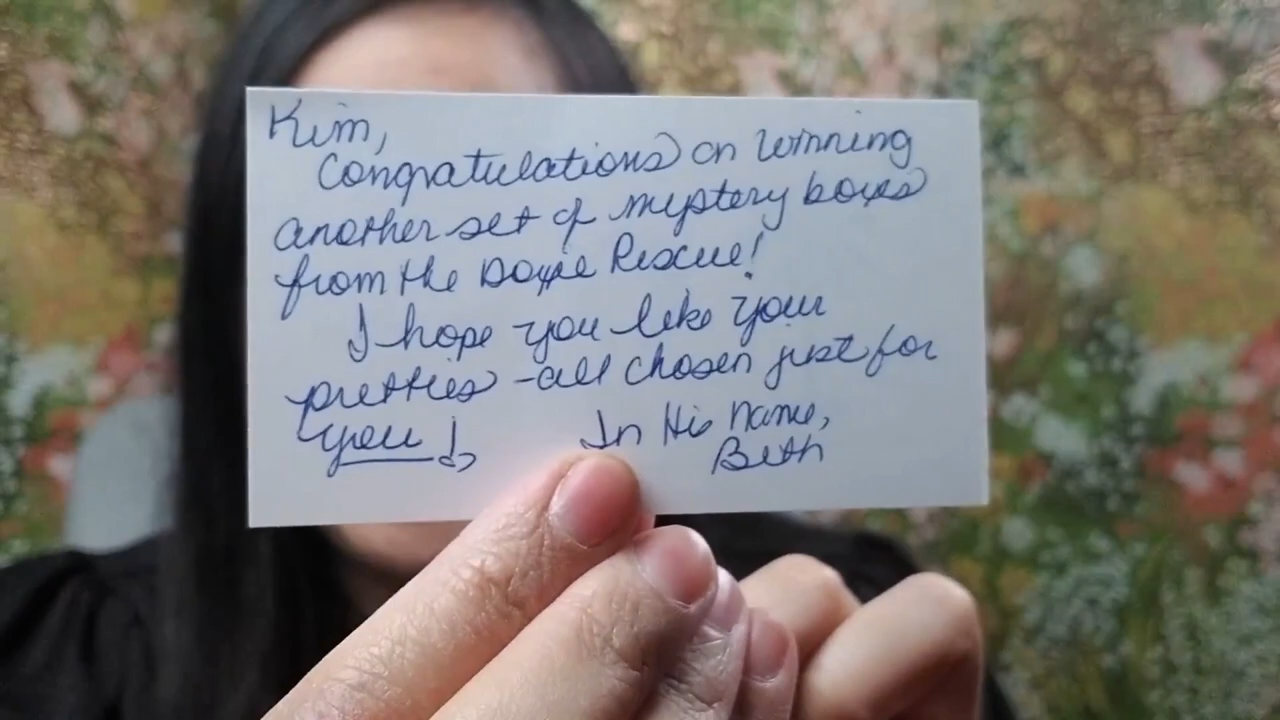 Kim,
Congratulations on winning
another set of mystery boxes
from the Doxie Rescue!
I hope you like your
pretties - all chosen just for
you!
In His Name,
Beth